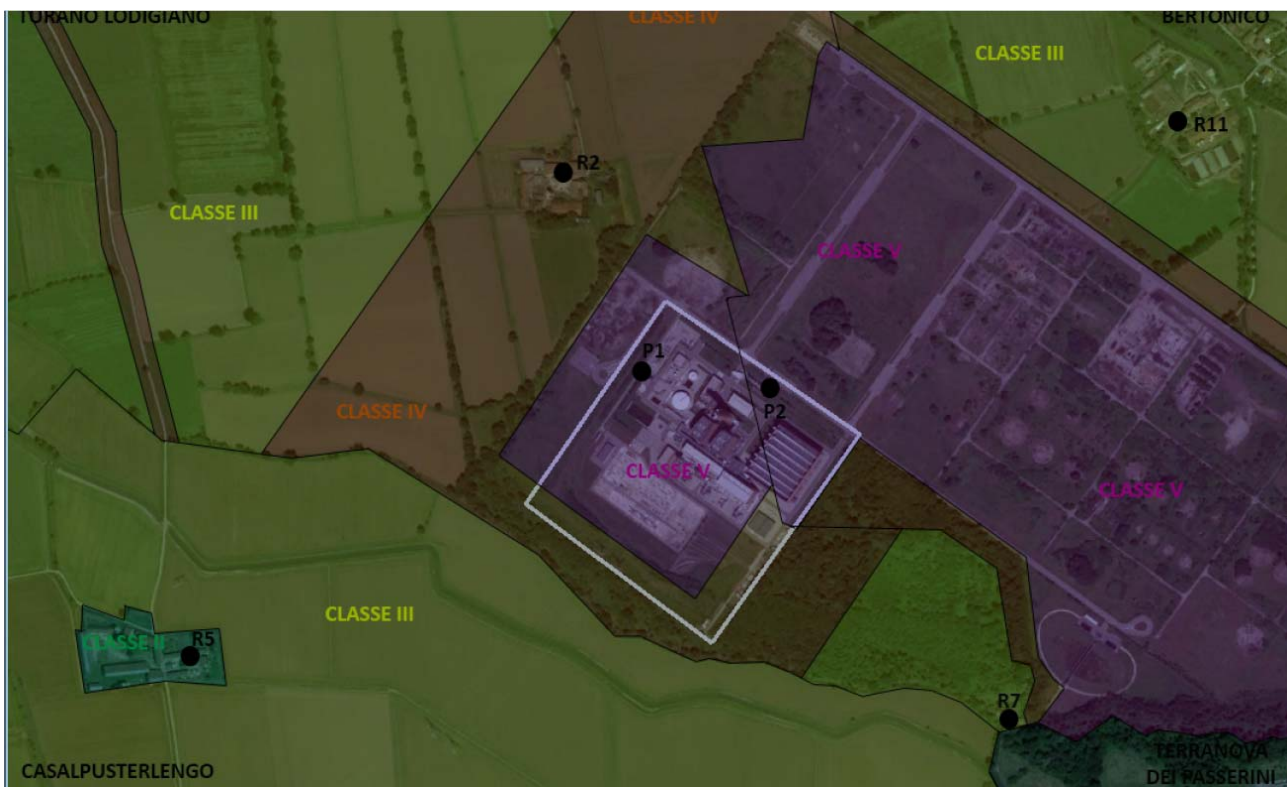 TURANO LODIGIANO
CLASSE IV
BERTONICO
CLASSE III
R11
R2
CLASSE III
CLASSE V
P1
P2
CLASSE IV
CLASSE V
CLASSE V
CLASSE III
CLASSE II
R5
R7
CASALPUSTERLENGO
TERRANOVA
DEI PASSERINI